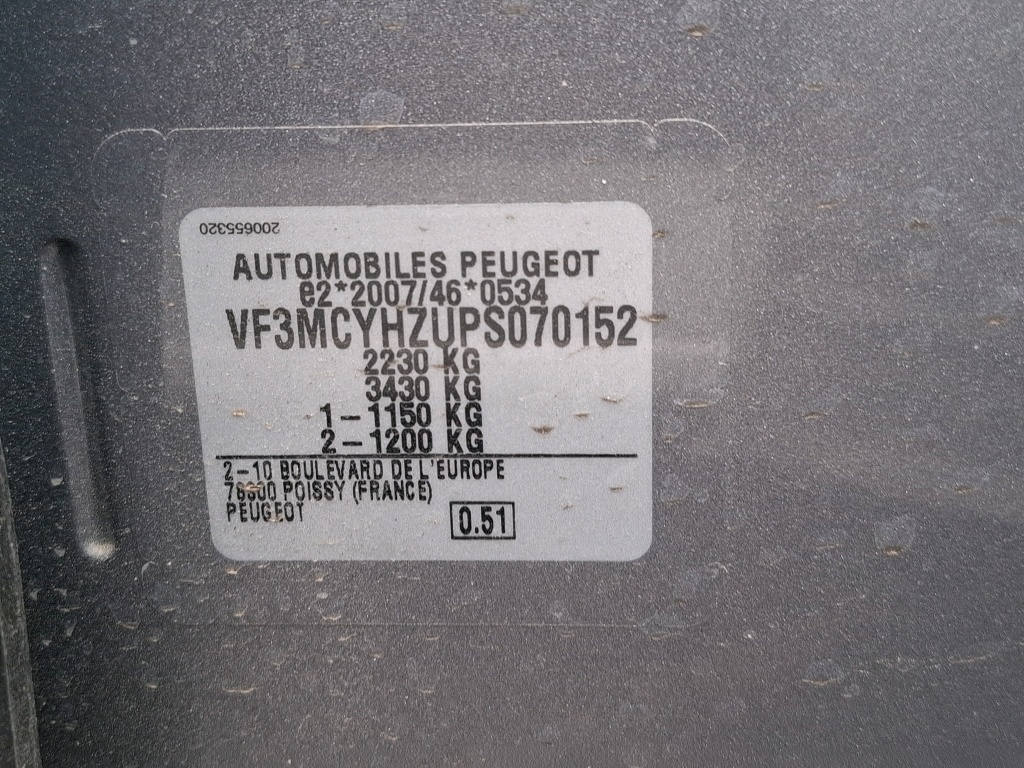 200655320
AUTOMOBILES PEUGEOT
e2*2007/46*0534
VF3MCYHZUPS070152
2230 KG
3430 KG
1-1150 KG
2-1200 KG
2-10 BOULEVARD DE L'EUROPE
78300 POISSY (FRANCE)
PEUGEOT
0.51